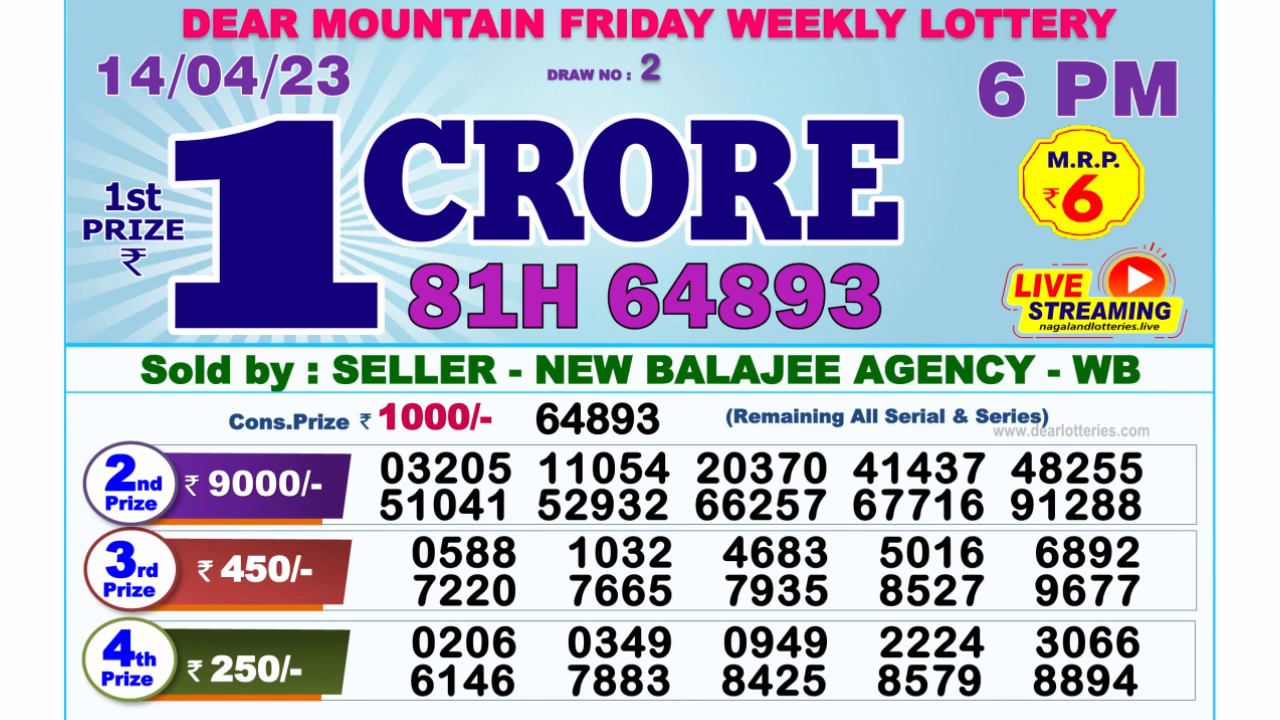 DEAR MOUNTAIN FRIDAY WEEKLY LOTTERY
14/04/23
DRAW NO : 2
6 PM
1st
PRIZE
₹
1 CRORE
M.R.P.
₹6
81H 64893
LIVE
STREAMING
nagalandlotteries.live
Sold by : SELLER - NEW BALAJEE AGENCY - WB
Cons.Prize ₹ 1000/- 64893 (Remaining All Serial & Series)
www.dearlotteries.com
2nd Prize ₹ 9000/-
03205 11054 20370 41437 48255
51041 52932 66257 67716 91288
3rd Prize ₹ 450/-
0588 1032 4683 5016 6892
7220 7665 7935 8527 9677
4th Prize ₹ 250/-
0206 0349 0949 2224 3066
6146 7883 8425 8579 8894